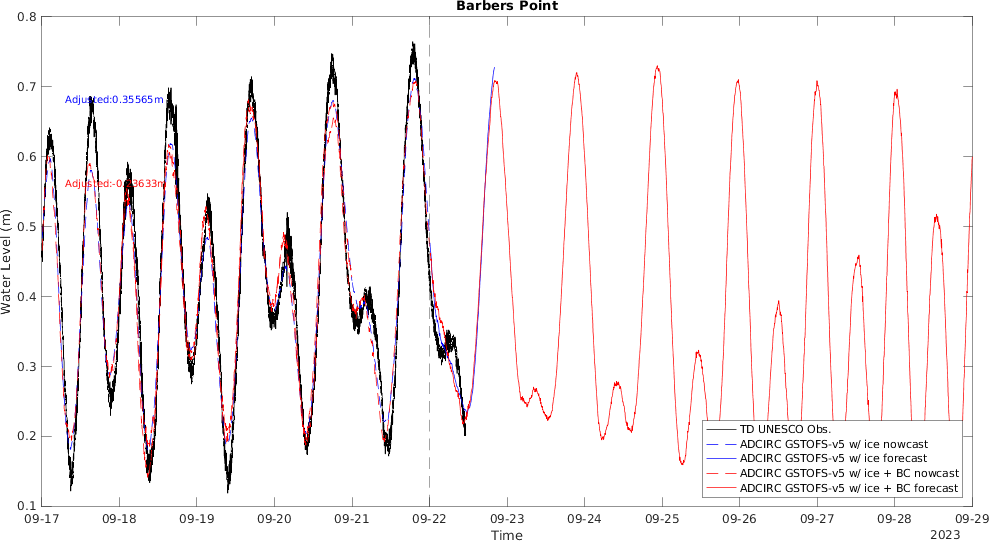 Barbers Point
0.8
0.7
0.6
0.5
0.4
0.3
0.2
0.1
Water Level (m)
Adjusted:0.35565m
09-17
09-18
09-19
09-20
09-21
09-22
09-23
09-24
09-25
09-26
09-27
09-28
09-29
Time
2023
TD UNESCO Obs.
ADCIRC GSTOFS-v5 w/ ice nowcast
ADCIRC GSTOFS-v5 w/ ice forecast
ADCIRC GSTOFS-v5 w/ ice + BC nowcast
ADCIRC GSTOFS-v5 w/ ice + BC forecast